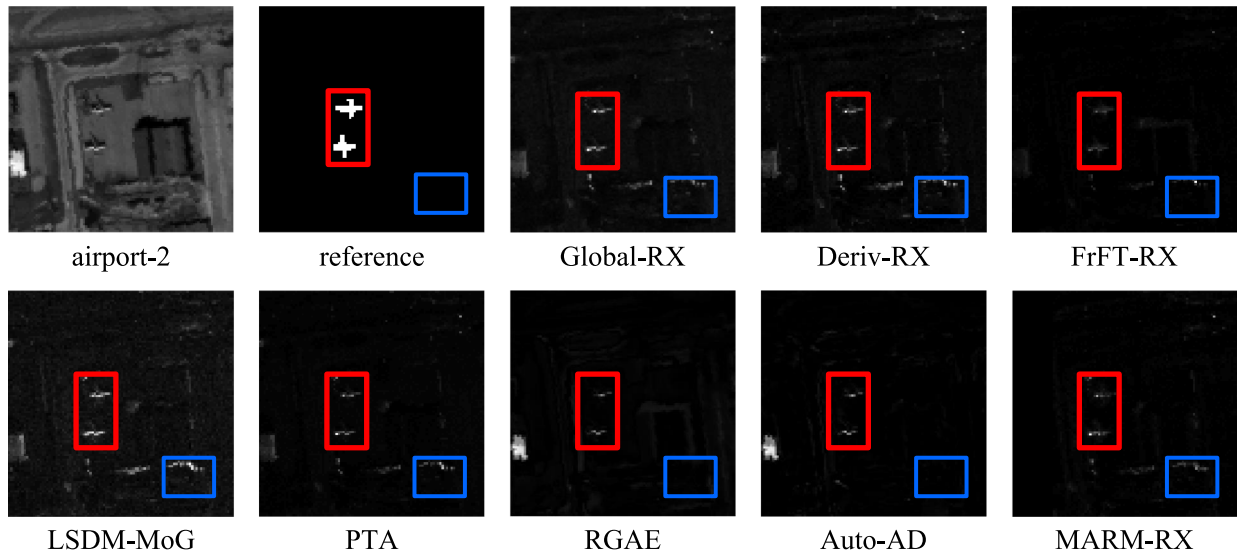 airport-2 reference Global-RX Deriv-RX FrFT-RX
LSDM-MoG PTA RGAE Auto-AD MARM-RX